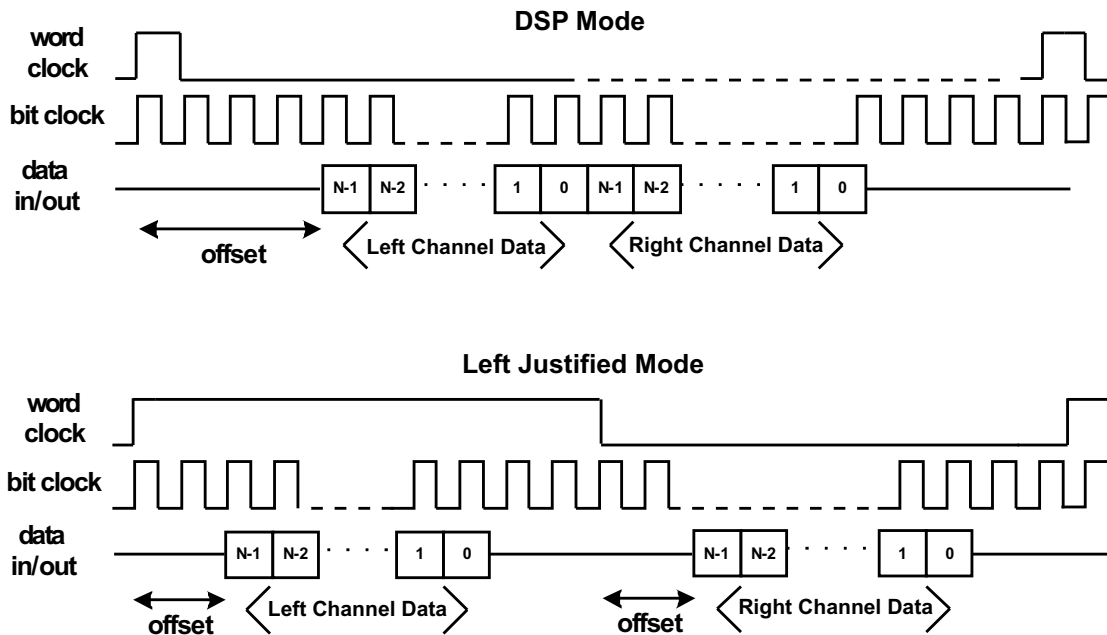 DSP Mode
word
clock
bit clock
data
in/out
N-1 N-2 . . . . 1 0 N-1 N-2 . . . . . 1 0
offset
Left Channel Data
Right Channel Data
Left Justified Mode
word
clock
bit clock
data
in/out
N-1 N-2 . . . . . 1 0 N-1 N-2 . . . . . 1 0
offset
Left Channel Data
offset
Right Channel Data